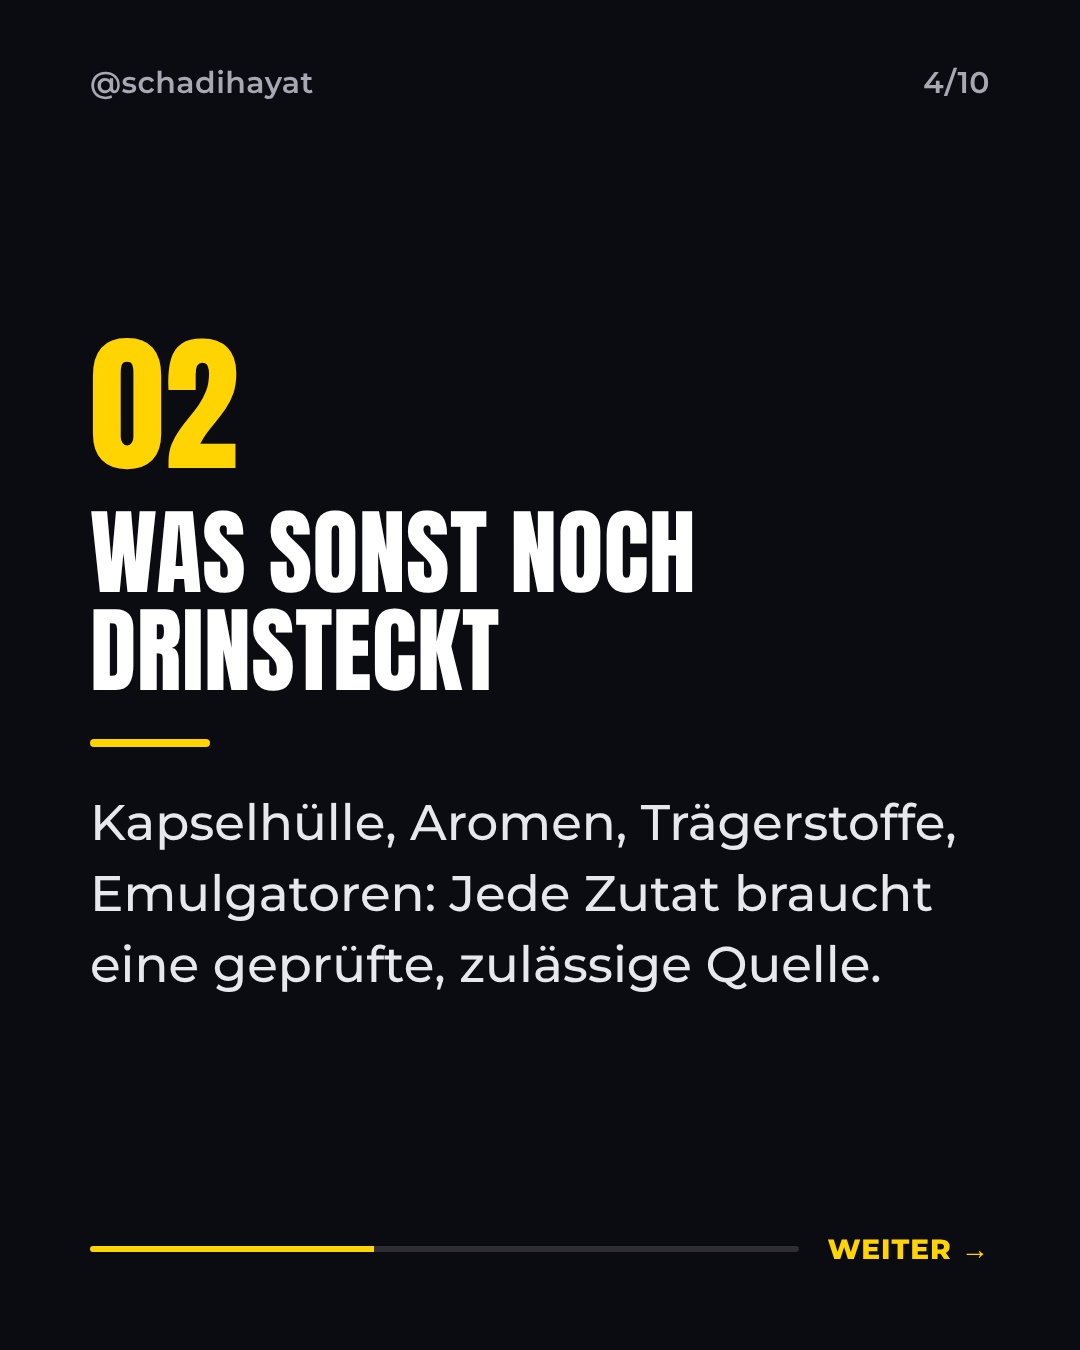 @schadihayat
4/10
02
WAS SONST NOCH
DRINSTECKT
Kapselhülle, Aromen, Trägerstoffe,
Emulgatoren: Jede Zutat braucht
eine geprüfte, zulässige Quelle.
WEITER →